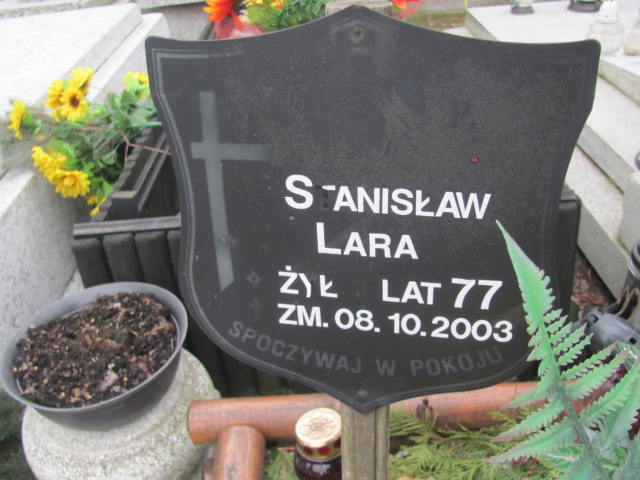 P.
STANISŁAW
LARA
ŻYŁ LAT 77
ZM. 08.10.2003
SPOCZYWAJ W POKOJU